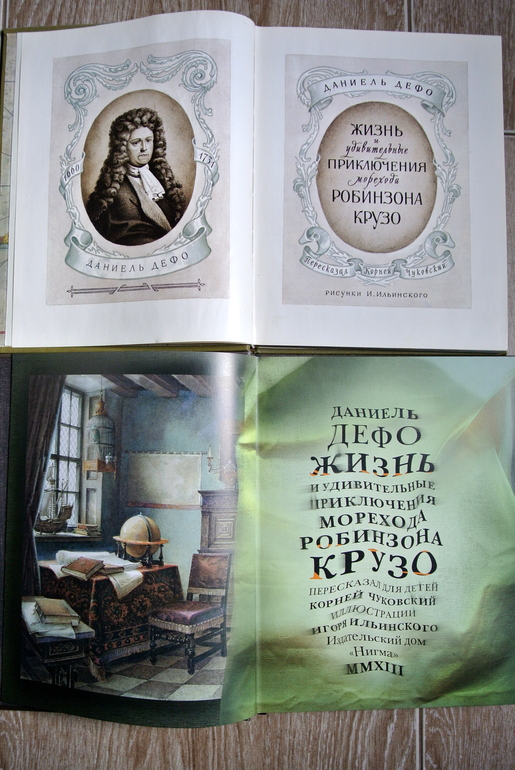 1660 1731
ДАНИЕЛЬ ДЕФО
ДАНИЕЛЬ ДЕФО
ЖИЗНЬ
и
удивительные
ПРИКЛЮЧЕНИЯ
морехода
РОБИНЗОНА
КРУЗО
Пересказал Корней Чуковский
РИСУНКИ И. ИЛЬИНСКОГО
ДАНИЕЛЬ
ДЕФО
ЖИЗНЬ
И УДИВИТЕЛЬНЫЕ
ПРИКЛЮЧЕНИЯ
МОРЕХОДА
РОБИНЗОНА
КРУЗО
ПЕРЕСКАЗАЛ ДЛЯ ДЕТЕЙ
КОРНЕЙ ЧУКОВСКИЙ
ИЛЛЮСТРАЦИИ
ИГОРЯ ИЛЬИНСКОГО
Издательский дом
«Нигма»
MMXIII